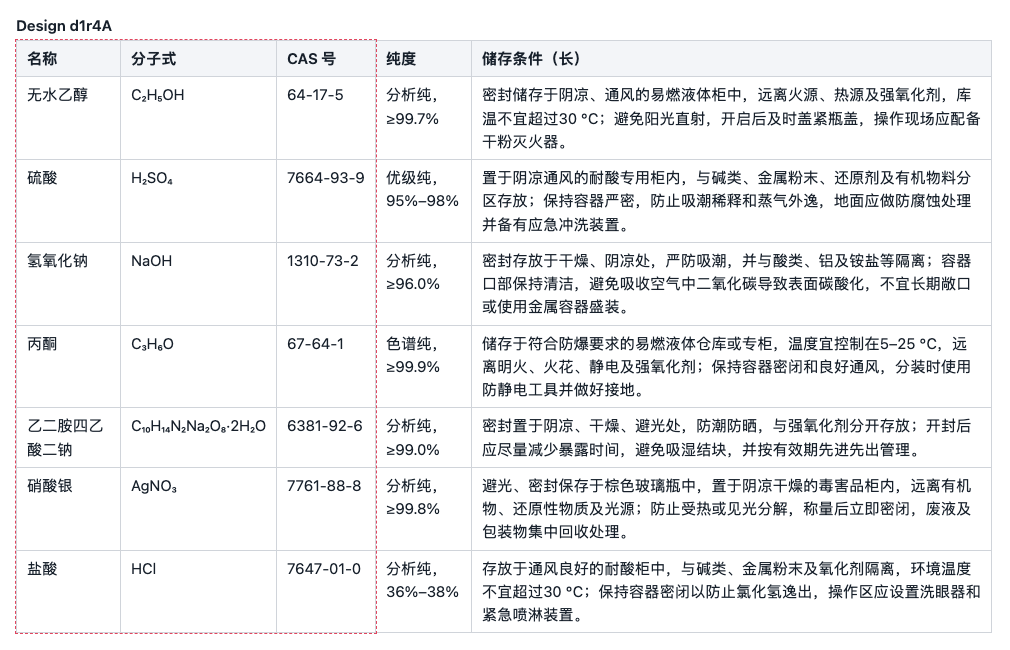 Design d1r4A
名称 分子式 CAS 号 纯度 储存条件（长）
无水乙醇 C₂H₅OH 64-17-5 分析纯， 密封储存于阴凉、通风的易燃液体柜中，远离火源、热源及强氧化剂，库
≥99.7% 温不宜超过30 °C；避免阳光直射，开启后及时盖紧瓶盖，操作现场应配备
干粉灭火器。
硫酸 H₂SO₄ 7664-93-9 优级纯， 置于阴凉通风的耐酸专用柜内，与碱类、金属粉末、还原剂及有机物料分
95%–98% 区存放；保持容器严密，防止吸潮稀释和蒸气外逸，地面应做防腐蚀处理
并备有应急冲洗装置。
氢氧化钠 NaOH 1310-73-2 分析纯， 密封存放于干燥、阴凉处，严防吸潮，并与酸类、铝及铵盐等隔离；容器
≥96.0% 口部保持清洁，避免吸收空气中二氧化碳导致表面碳酸化，不宜长期敞口
或使用金属容器盛装。
丙酮 C₃H₆O 67-64-1 色谱纯， 储存于符合防爆要求的易燃液体仓库或专柜，温度宜控制在5–25 °C，远
≥99.9% 离明火、火花、静电及强氧化剂；保持容器密闭和良好通风，分装时使用
防静电工具并做好接地。
乙二胺四乙 C₁₀H₁₄N₂Na₂O₈·2H₂O 6381-92-6 分析纯， 密封置于阴凉、干燥、避光处，防潮防晒，与强氧化剂分开存放；开封后
酸二钠 ≥99.0% 应尽量减少暴露时间，避免吸湿结块，并按有效期先进先出管理。
硝酸银 AgNO₃ 7761-88-8 分析纯， 避光、密封保存于棕色玻璃瓶中，置于阴凉干燥的毒害品柜内，远离有机
≥99.8% 物、还原性物质及光源；防止受热或见光分解，称量后立即密闭，废液及
包装物集中回收处理。
盐酸 HCl 7647-01-0 分析纯， 存放于通风良好的耐酸柜中，与碱类、金属粉末及氧化剂隔离，环境温度
36%–38% 不宜超过30 °C；保持容器密闭以防止氯化氢逸出，操作区应设置洗眼器和
紧急喷淋装置。